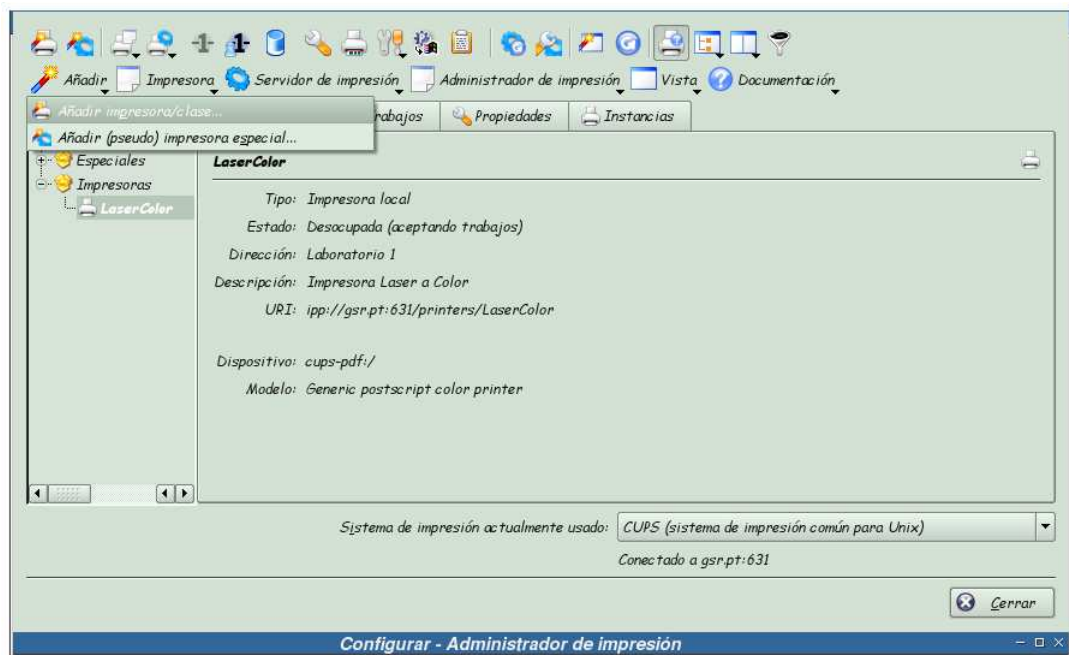 Añadir Impresora Servidor de impresión Administrador de impresión Vista Documentación
Añadir impresora/clase...
Añadir (pseudo) impresora especial...
rabajos Propiedades Instancias
Especiales
Impresoras
LaserColor
LaserColor
Tipo: Impresora local
Estado: Desocupada (aceptando trabajos)
Dirección: Laboratorio 1
Descripción: Impresora Laser a Color
URI: ipp://gsr.pt:631/printers/LaserColor
Dispositivo: cups-pdf:/
Modelo: Generic postscript color printer
Sistema de impresión actualmente usado: CUPS (sistema de impresión común para Unix)
Conectado a gsr.pt:631
Cerrar
Configurar - Administrador de impresión